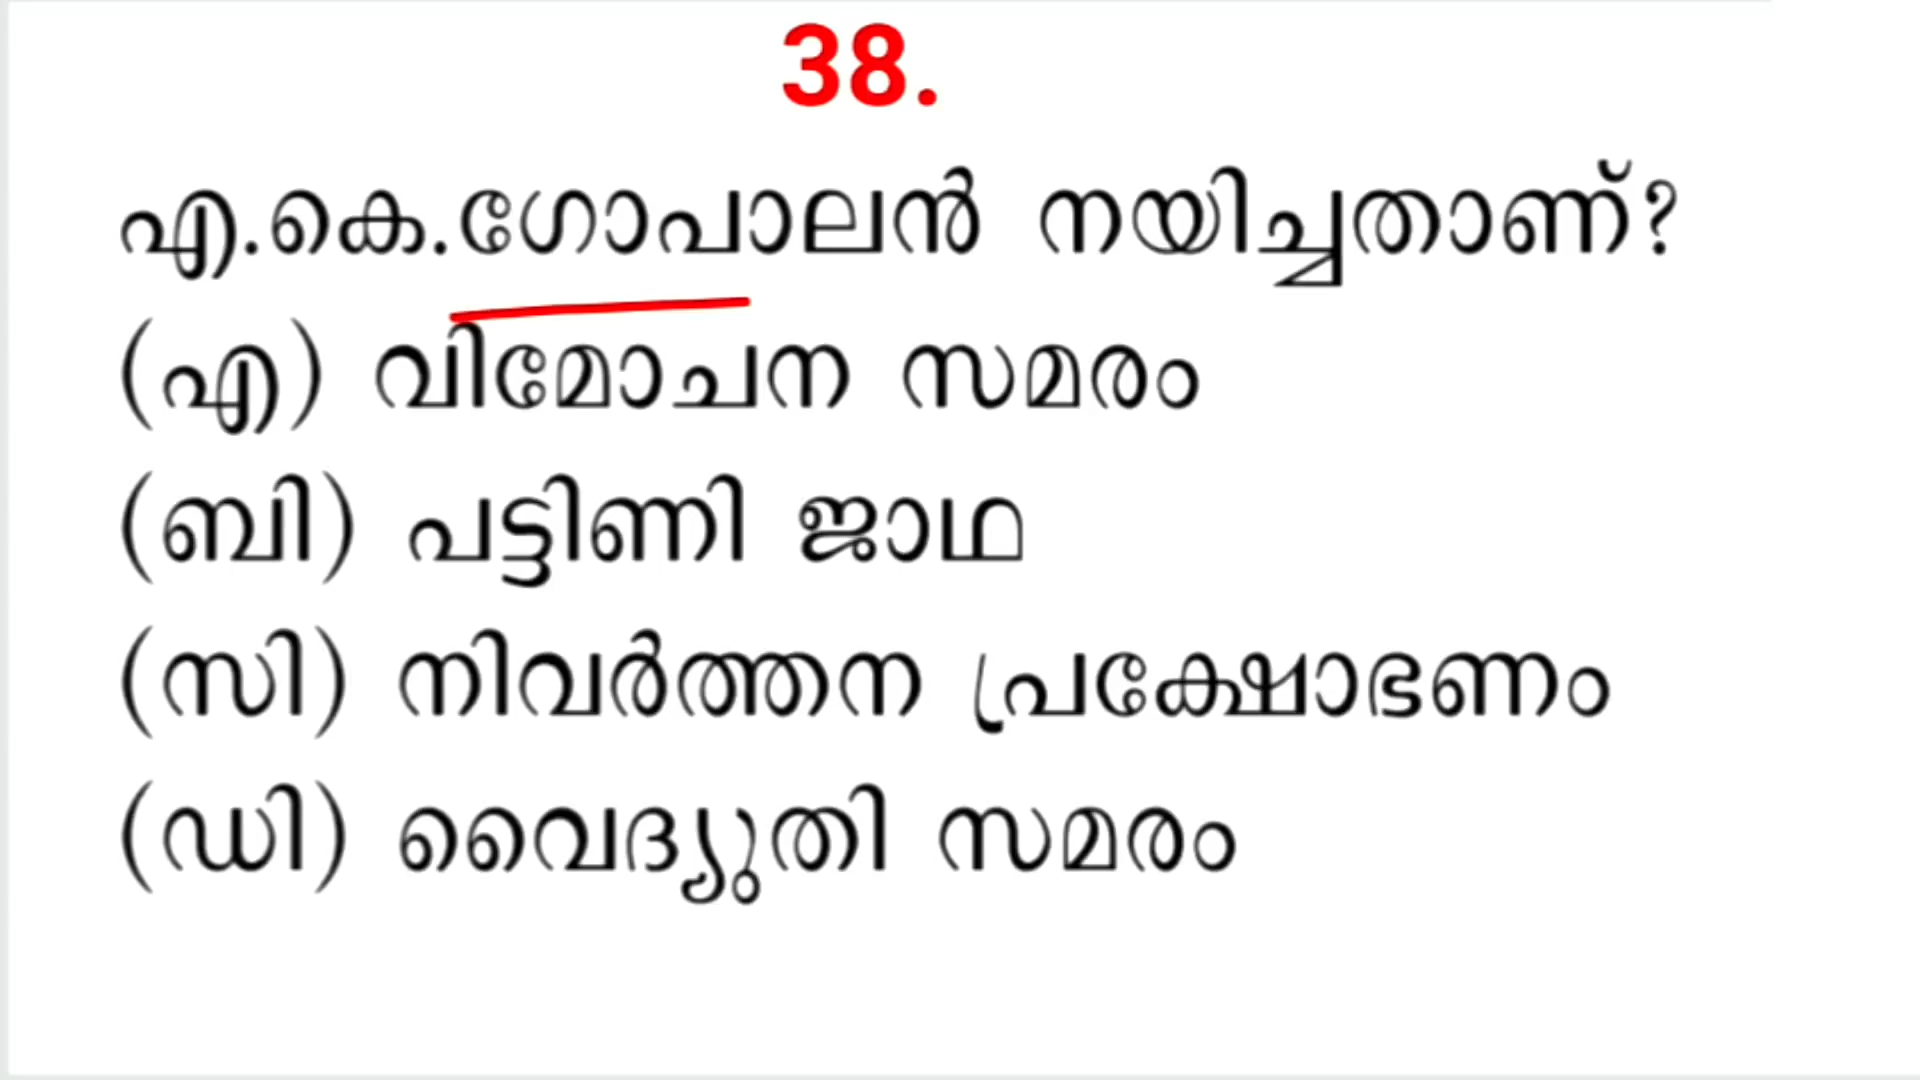 38.
എ.കെ.ഗോപാലൻ നയിച്ചതാണ്?
(എ) വിമോചന സമരം
(ബി) പട്ടിണി ജാഥ
(സി) നിവർത്തന പ്രക്ഷോഭണം
(ഡി) വൈദ്യുതി സമരം